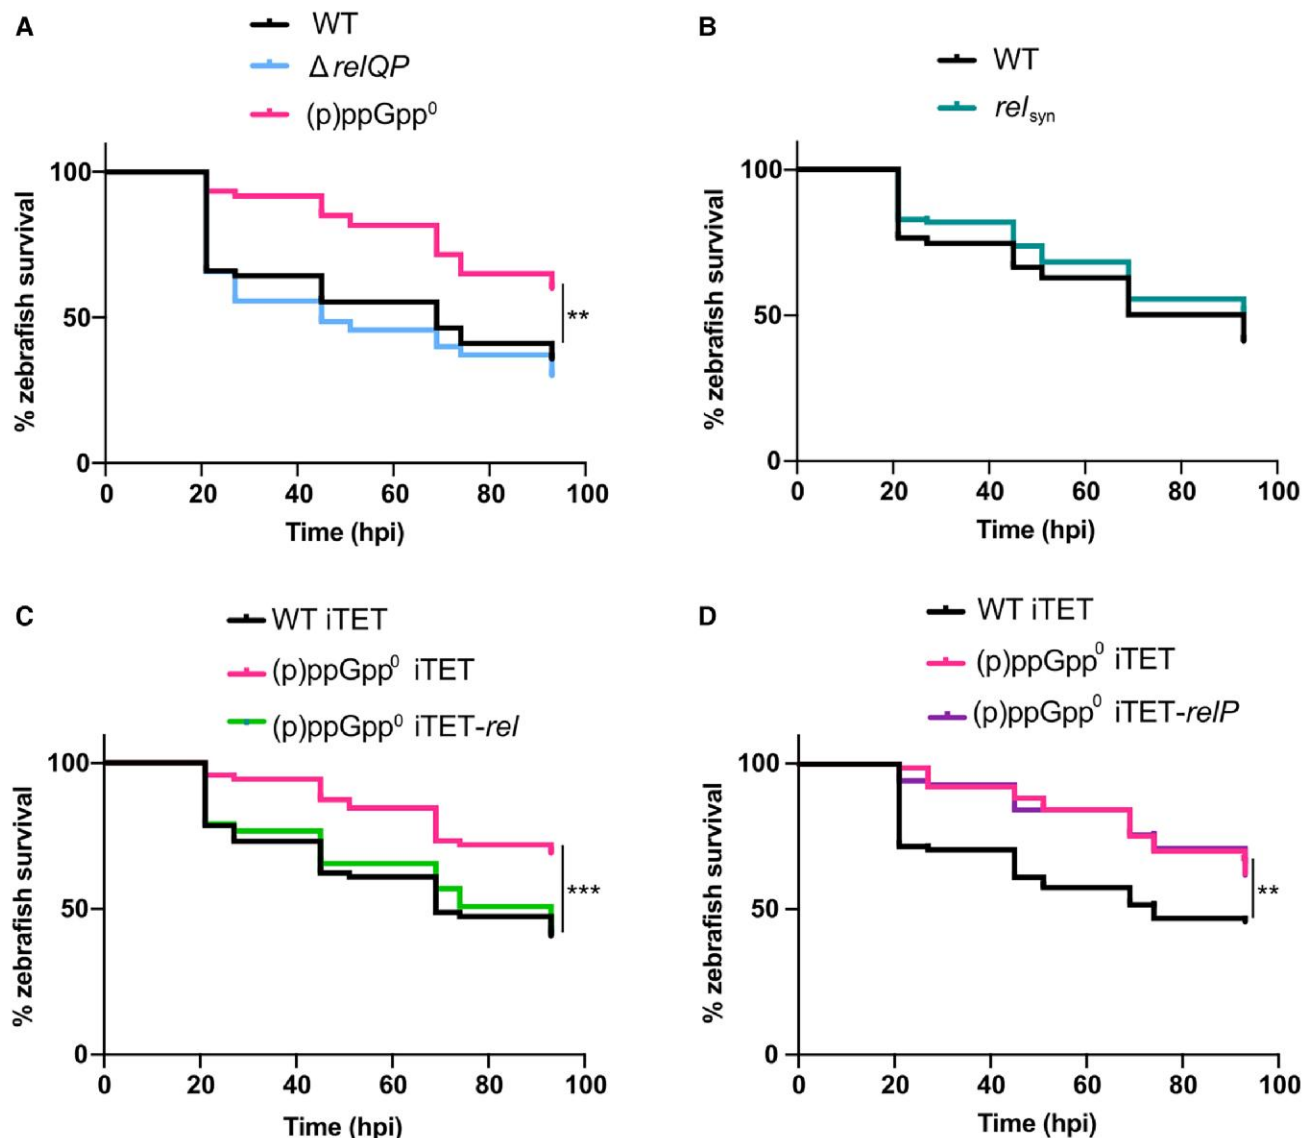 A
WT
Δ relQP
(p)ppGpp⁰
% zebrafish survival
100
50
0
**
0 20 40 60 80 100
Time (hpi)
B
WT
rel syn
% zebrafish survival
100
50
0
0 20 40 60 80 100
Time (hpi)
C
WT iTET
(p)ppGpp⁰ iTET
(p)ppGpp⁰ iTET-rel
% zebrafish survival
100
50
0
***
0 20 40 60 80 100
Time (hpi)
D
WT iTET
(p)ppGpp⁰ iTET
(p)ppGpp⁰ iTET-relP
% zebrafish survival
100
50
0
**
0 20 40 60 80 100
Time (hpi)